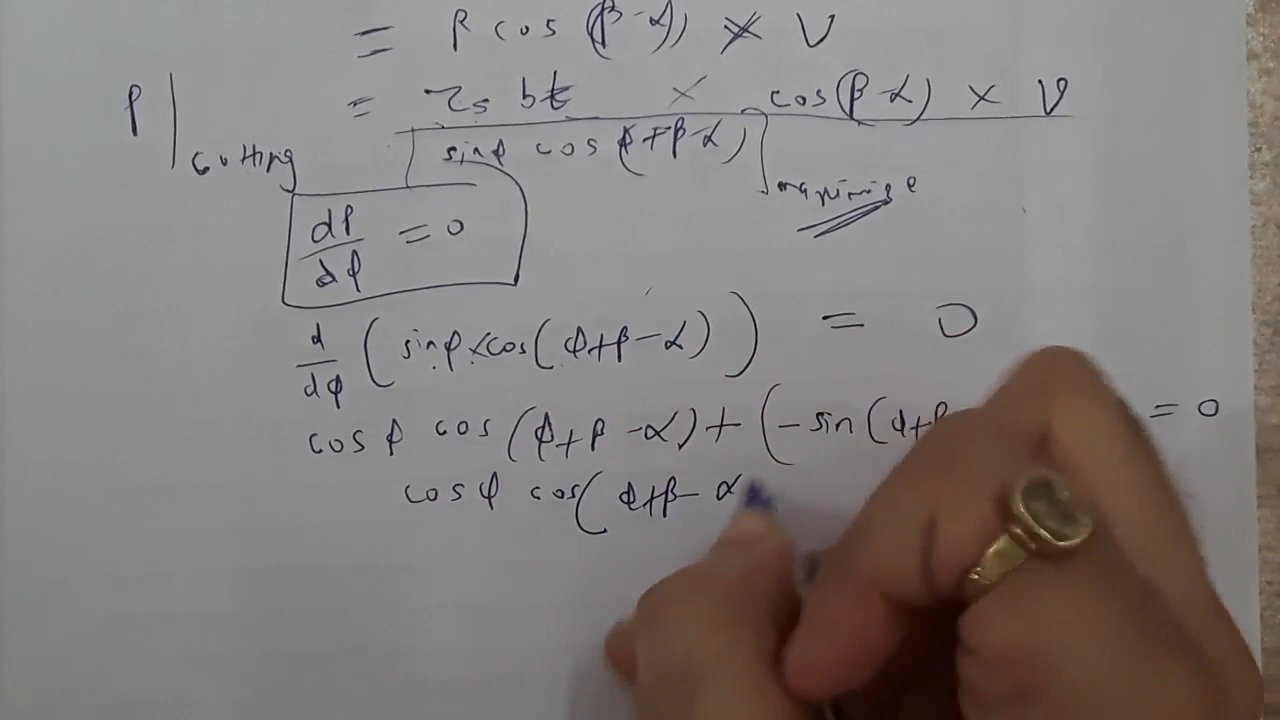 = R cos (β-α) × V
P | cutting = τs bt × cos(β-α) × V
sinφ cos (φ+β-α) maximise
dP/dφ = 0
d/dφ ( sinφ × cos( φ+β-α) ) = 0
cos φ cos (φ+β-α) + (-sin (φ+β = 0
cos φ cos( φ+β- α